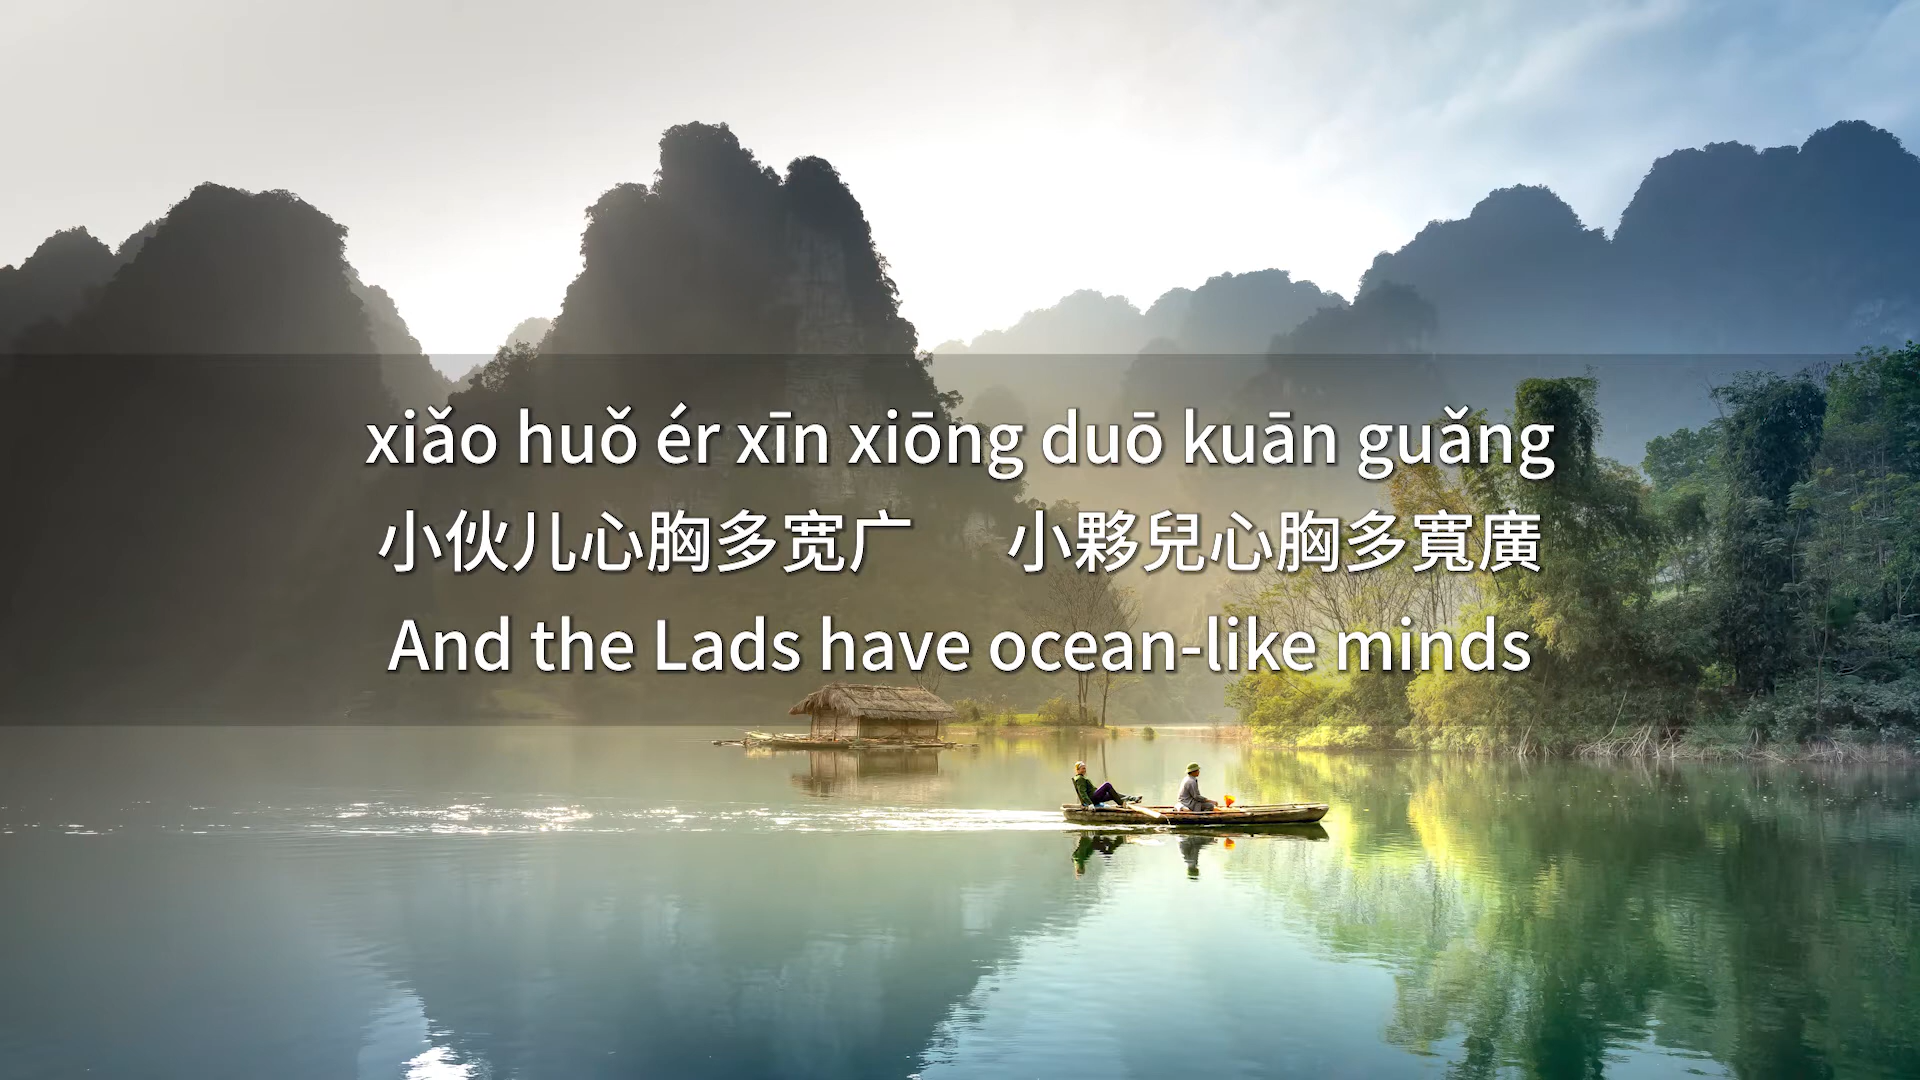 xiǎo huǒ ér xīn xiōng duō kuān guǎng
小伙儿心胸多宽广 小夥兒心胸多寬廣
And the Lads have ocean-like minds